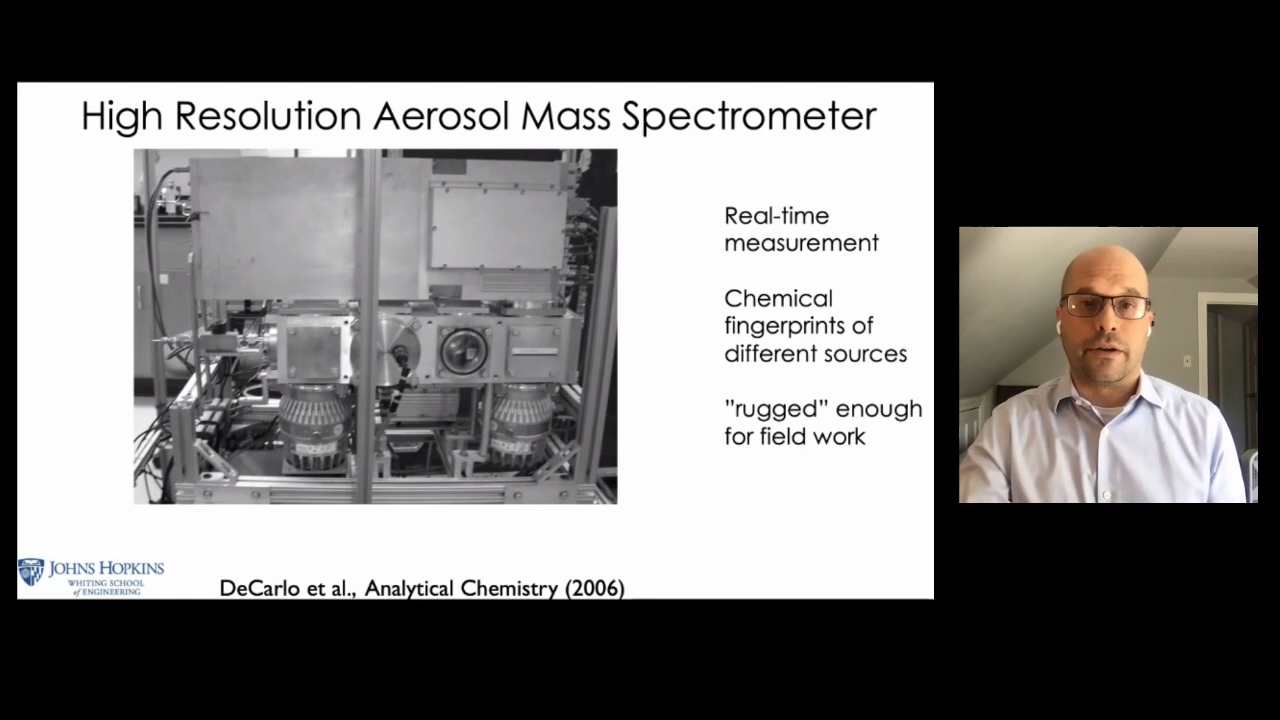 High Resolution Aerosol Mass Spectrometer
Real-time
measurement
Chemical
fingerprints of
different sources
”rugged” enough
for field work
JOHNS HOPKINS
WHITING SCHOOL
of ENGINEERING
DeCarlo et al., Analytical Chemistry (2006)